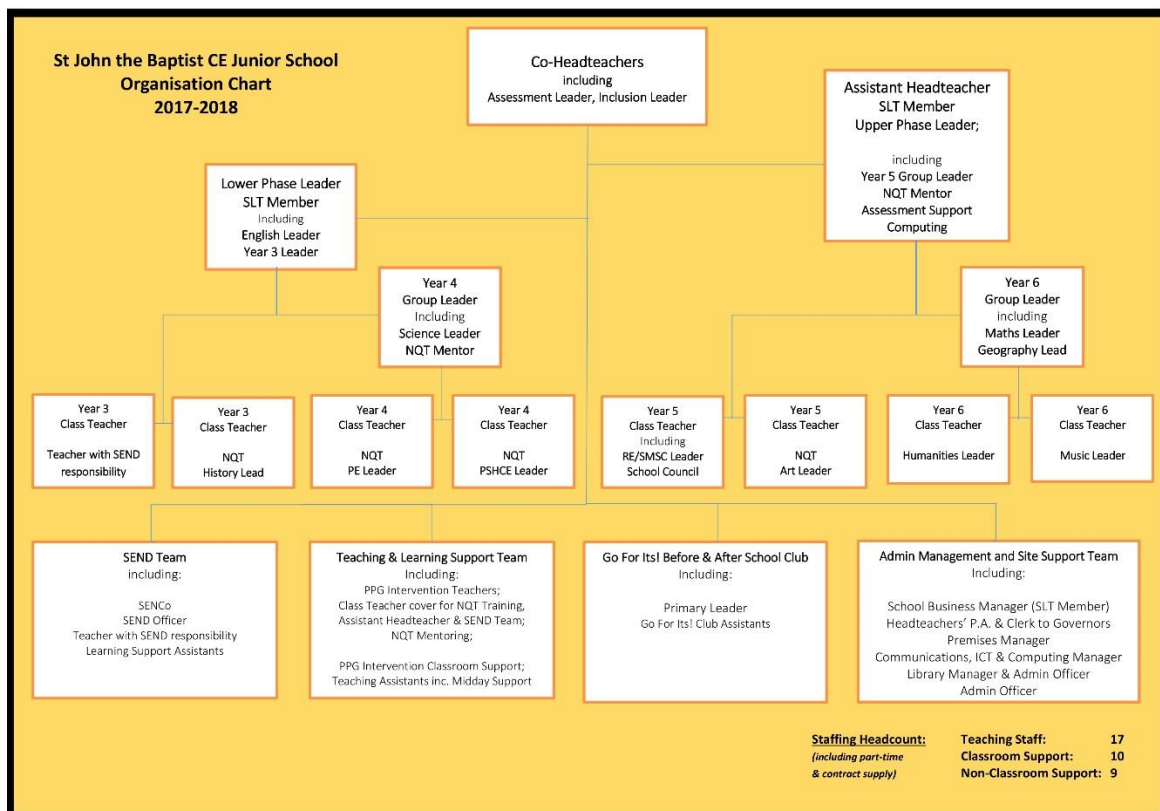 St John the Baptist CE Junior School
Organisation Chart
2017-2018
Co-Headteachers
including
Assessment Leader, Inclusion Leader
Assistant Headteacher
SLT Member
Upper Phase Leader;
including
Year 5 Group Leader
NQT Mentor
Assessment Support
Computing
Lower Phase Leader
SLT Member
Including
English Leader
Year 3 Leader
Year 4
Group Leader
Including
Science Leader
NQT Mentor
Year 6
Group Leader
including
Maths Leader
Geography Lead
Year 3
Class Teacher
Teacher with SEND
responsibility
Year 3
Class Teacher
NQT
History Lead
Year 4
Class Teacher
NQT
PE Leader
Year 4
Class Teacher
NQT
PSHCE Leader
Year 5
Class Teacher
Including
RE/SMSC Leader
School Council
Year 5
Class Teacher
NQT
Art Leader
Year 6
Class Teacher
Humanities Leader
Year 6
Class Teacher
Music Leader
SEND Team
including:
SENCo
SEND Officer
Teacher with SEND responsibility
Learning Support Assistants
Teaching & Learning Support Team
Including:
PPG Intervention Teachers;
Class Teacher cover for NQT Training,
Assistant Headteacher & SEND Team;
NQT Mentoring;
PPG Intervention Classroom Support;
Teaching Assistants inc. Midday Support
Go For Its! Before & After School Club
Including:
Primary Leader
Go For Its! Club Assistants
Admin Management and Site Support Team
Including:
School Business Manager (SLT Member)
Headteachers' P.A. & Clerk to Governors
Premises Manager
Communications, ICT & Computing Manager
Library Manager & Admin Officer
Admin Officer
Staffing Headcount: Teaching Staff: 17
(including part-time Classroom Support: 10
& contract supply) Non-Classroom Support: 9